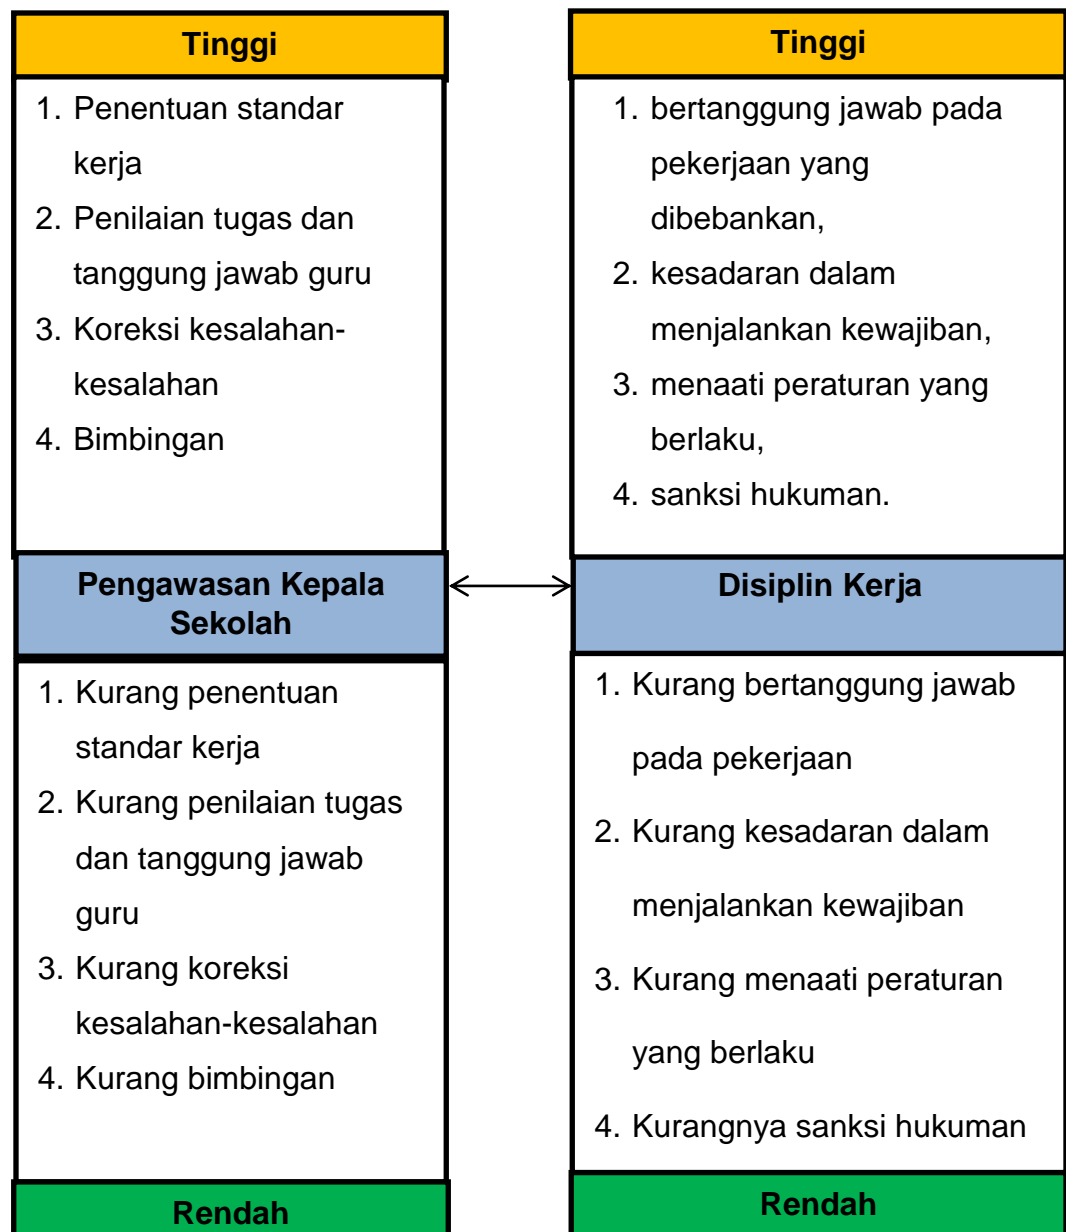 Tinggi
1. Penentuan standar
kerja
2. Penilaian tugas dan
tanggung jawab guru
3. Koreksi kesalahan-
kesalahan
4. Bimbingan
Pengawasan Kepala
Sekolah
1. Kurang penentuan
standar kerja
2. Kurang penilaian tugas
dan tanggung jawab
guru
3. Kurang koreksi
kesalahan-kesalahan
4. Kurang bimbingan
Rendah
Tinggi
1. bertanggung jawab pada
pekerjaan yang
dibebankan,
2. kesadaran dalam
menjalankan kewajiban,
3. menaati peraturan yang
berlaku,
4. sanksi hukuman.
Disiplin Kerja
1. Kurang bertanggung jawab
pada pekerjaan
2. Kurang kesadaran dalam
menjalankan kewajiban
3. Kurang menaati peraturan
yang berlaku
4. Kurangnya sanksi hukuman
Rendah